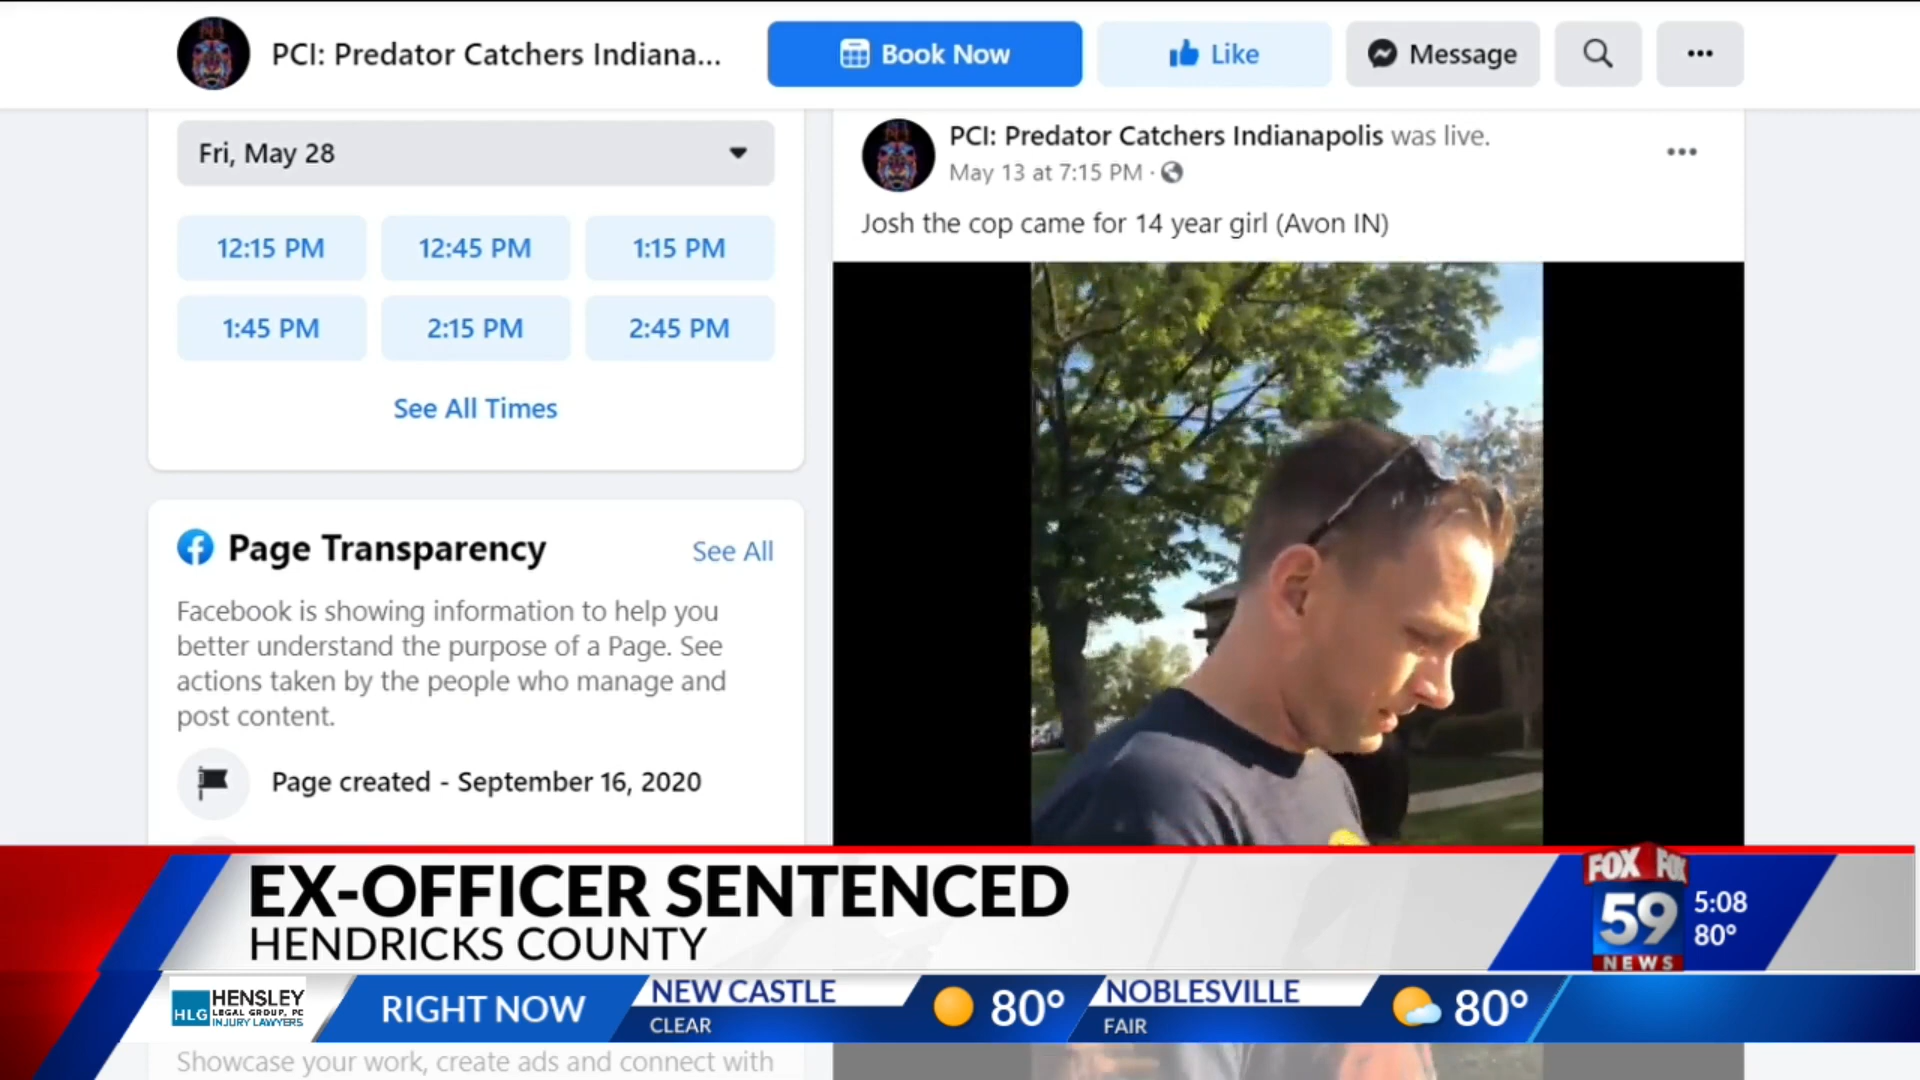 PCI: Predator Catchers Indiana...
Book Now
Like
Message
Fri, May 28
12:15 PM
12:45 PM
1:15 PM
1:45 PM
2:15 PM
2:45 PM
See All Times
Page Transparency
See All
Facebook is showing information to help you
better understand the purpose of a Page. See
actions taken by the people who manage and
post content.
Page created - September 16, 2020
PCI: Predator Catchers Indianapolis was live.
May 13 at 7:15 PM ·
Josh the cop came for 14 year girl (Avon IN)
EX-OFFICER SENTENCED
HENDRICKS COUNTY
FOX FOX
59
NEWS
5:08
80°
HLG
HENSLEY
LEGAL GROUP, PC
INJURY LAWYERS
RIGHT NOW
NEW CASTLE
CLEAR
80°
NOBLESVILLE
FAIR
80°
Showcase your work, create ads and connect with